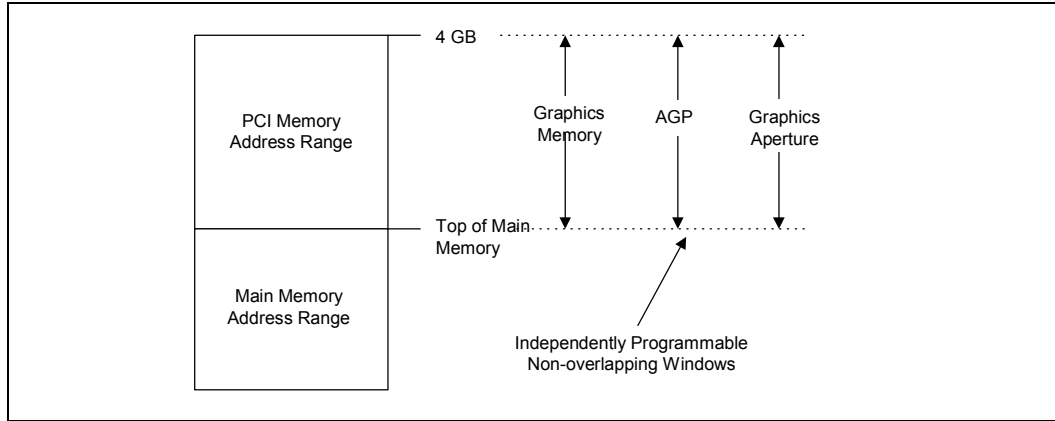 4 GB
PCI Memory
Address Range
Graphics
Memory
AGP
Graphics
Aperture
Top of Main
Memory
Main Memory
Address Range
Independently Programmable
Non-overlapping Windows